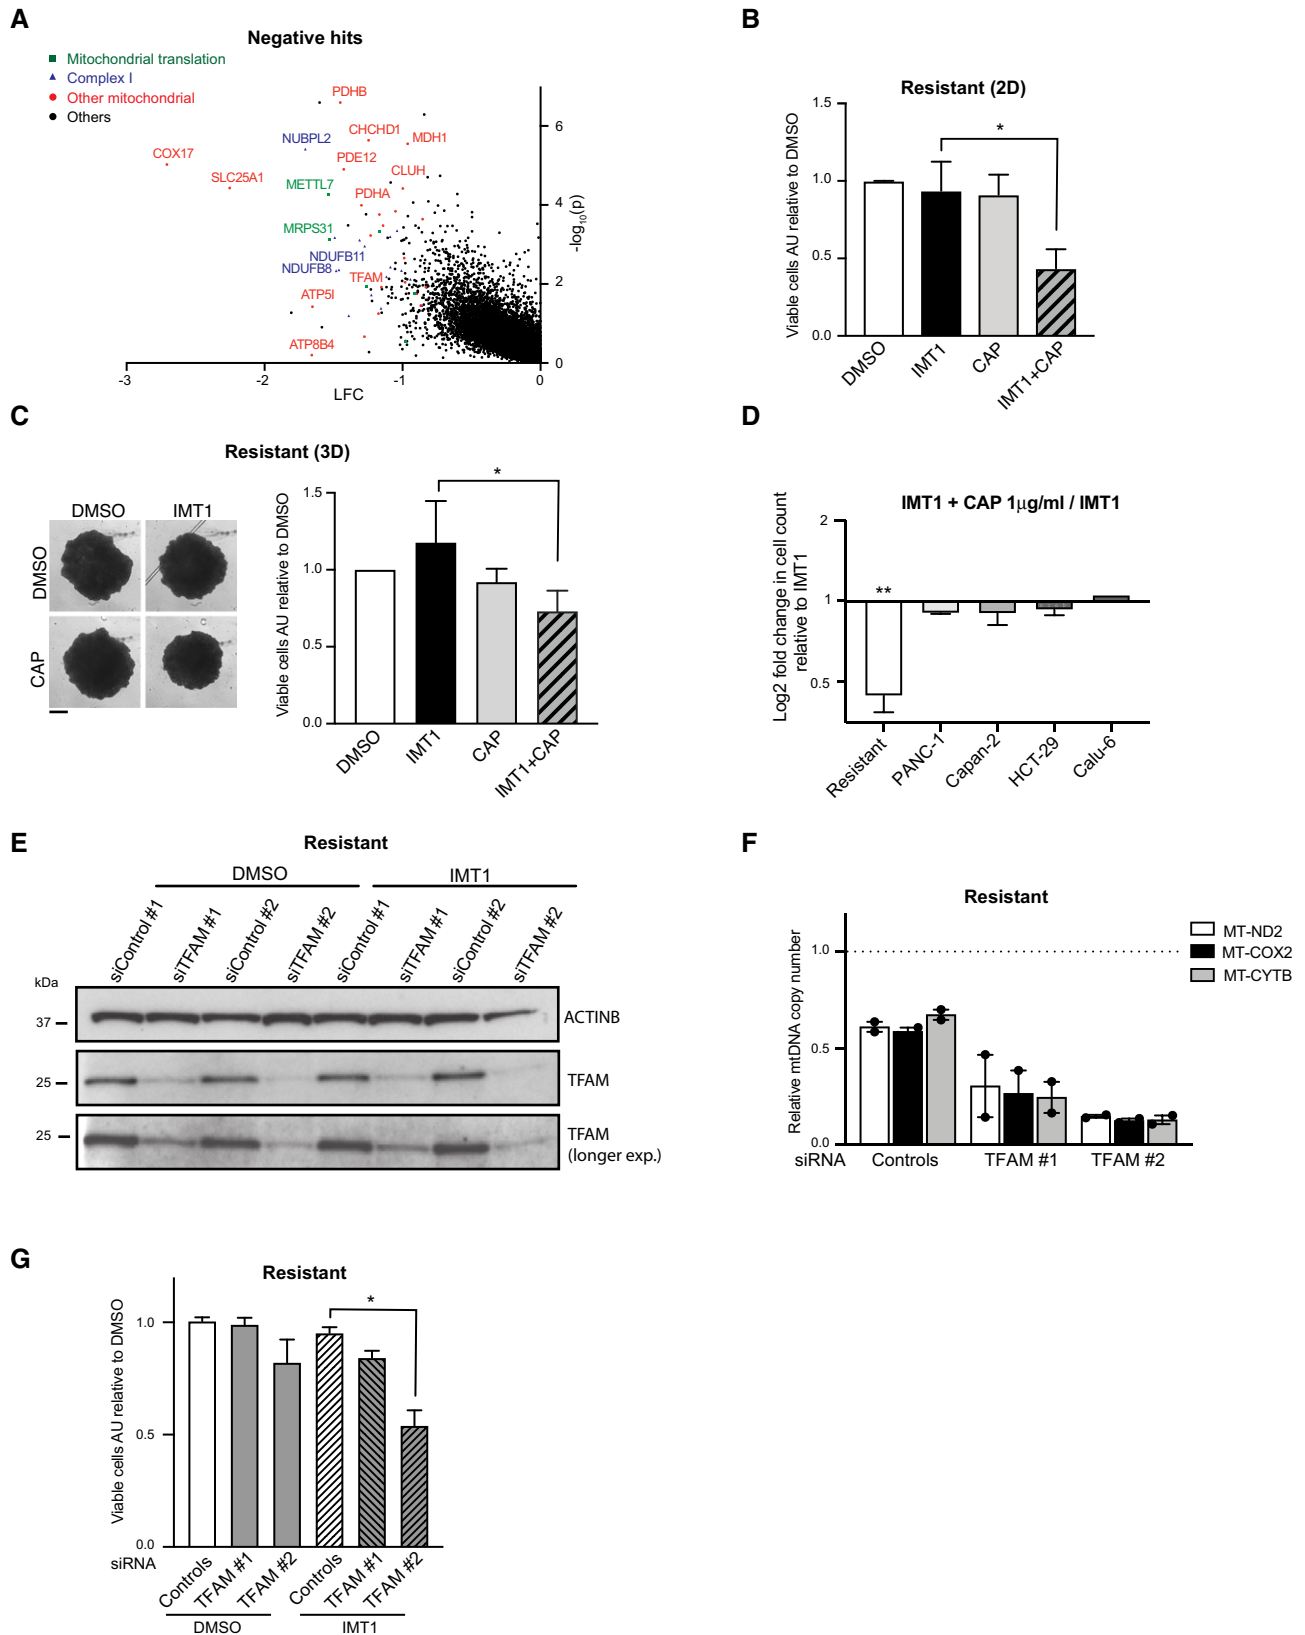 A
Negative hits
Mitochondrial translation
Complex I
Other mitochondrial
Others
PDHB
CHCHD1
MDH1
NUBPL2
COX17
PDE12
SLC25A1
CLUH
METTL7
PDHA
MRPS31
NDUFB11
NDUFB8
TFAM
ATP5I
ATP8B4
6
4
2
0
-log10(p)
-3
-2
-1
0
LFC
B
Resistant (2D)
Viable cells AU relative to DMSO
1.5
1.0
0.5
0.0
*
DMSO
IMT1
CAP
IMT1+CAP
C
Resistant (3D)
DMSO
IMT1
DMSO
CAP
Viable cells AU relative to DMSO
1.5
1.0
0.5
0.0
*
DMSO
IMT1
CAP
IMT1+CAP
D
IMT1 + CAP 1µg/ml / IMT1
Log2 fold change in cell count
relative to IMT1
2
1
0.5
**
Resistant
PANC-1
Capan-2
HCT-29
Calu-6
E
Resistant
DMSO
IMT1
siControl #1
siTFAM #1
siControl #2
siTFAM #2
siControl #1
siTFAM #1
siControl #2
siTFAM #2
kDa
37
ACTINB
25
TFAM
25
TFAM
(longer exp.)
F
Resistant
Relative mtDNA copy number
1.0
0.5
0.0
MT-ND2
MT-COX2
MT-CYTB
siRNA
Controls
TFAM #1
TFAM #2
G
Resistant
Viable cells AU relative to DMSO
1.0
0.5
0.0
*
siRNA
Controls
TFAM #1
TFAM #2
Controls
TFAM #1
TFAM #2
DMSO
IMT1